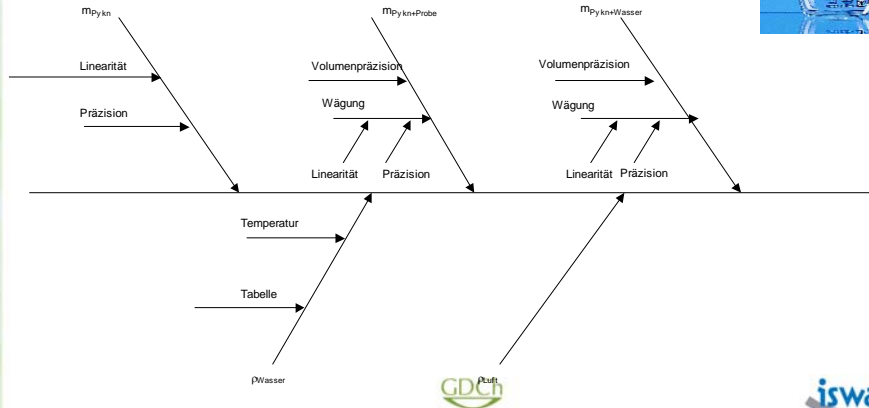 mPykn
mPykn+Probe
mPykn+Wasser
Linearität
Präzision
Volumenpräzision
Wägung
Linearität
Präzision
Volumenpräzision
Wägung
Linearität
Präzision
Temperatur
Tabelle
ρWasser
ρLuft
GDCh
iswa